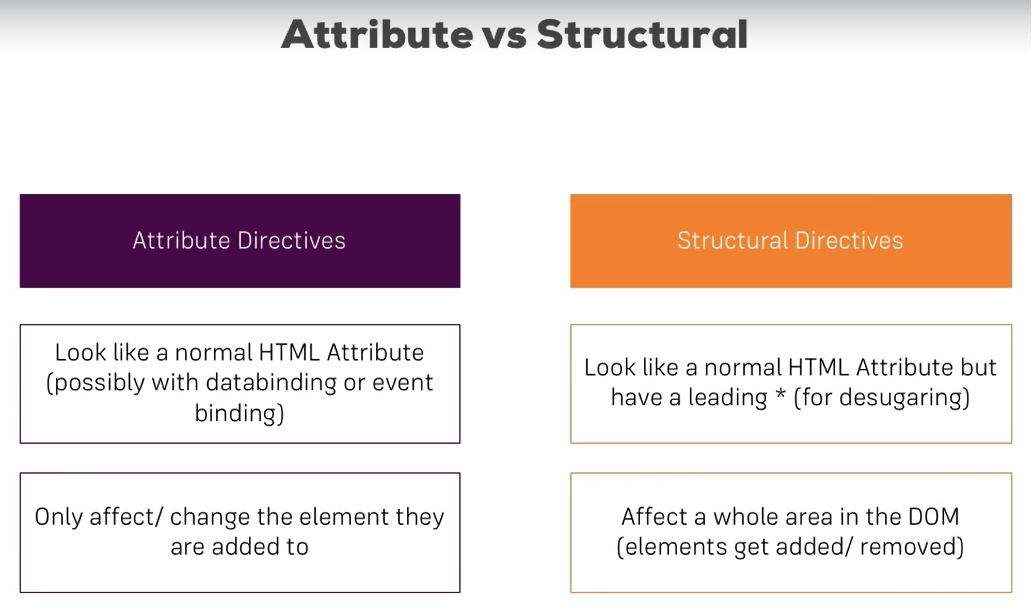 Attribute vs Structural
Attribute Directives
Structural Directives
Look like a normal HTML Attribute
(possibly with databinding or event
binding)
Look like a normal HTML Attribute but
have a leading * (for desugaring)
Only affect/ change the element they
are added to
Affect a whole area in the DOM
(elements get added/ removed)